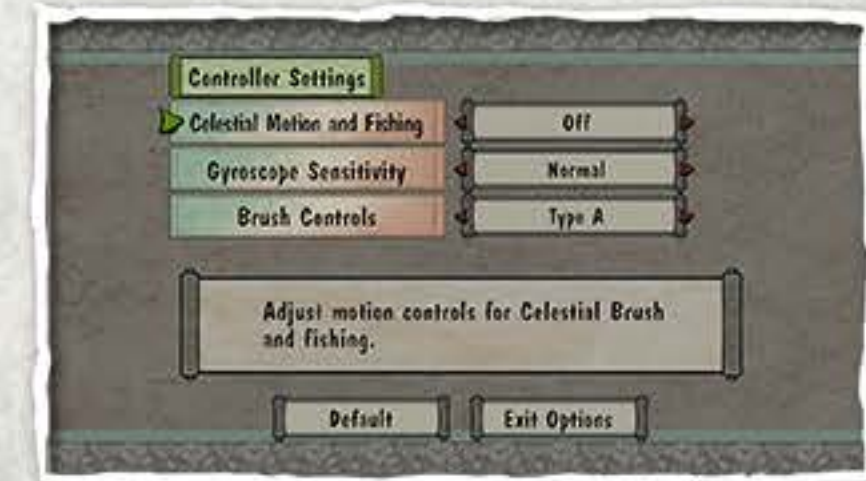 Controller Settings
Celestial Motion and Fishing Off
Gyroscope Sensitivity Normal
Brush Controls Type A
Adjust motion controls for Celestial Brush
and fishing.
Default Exit Options